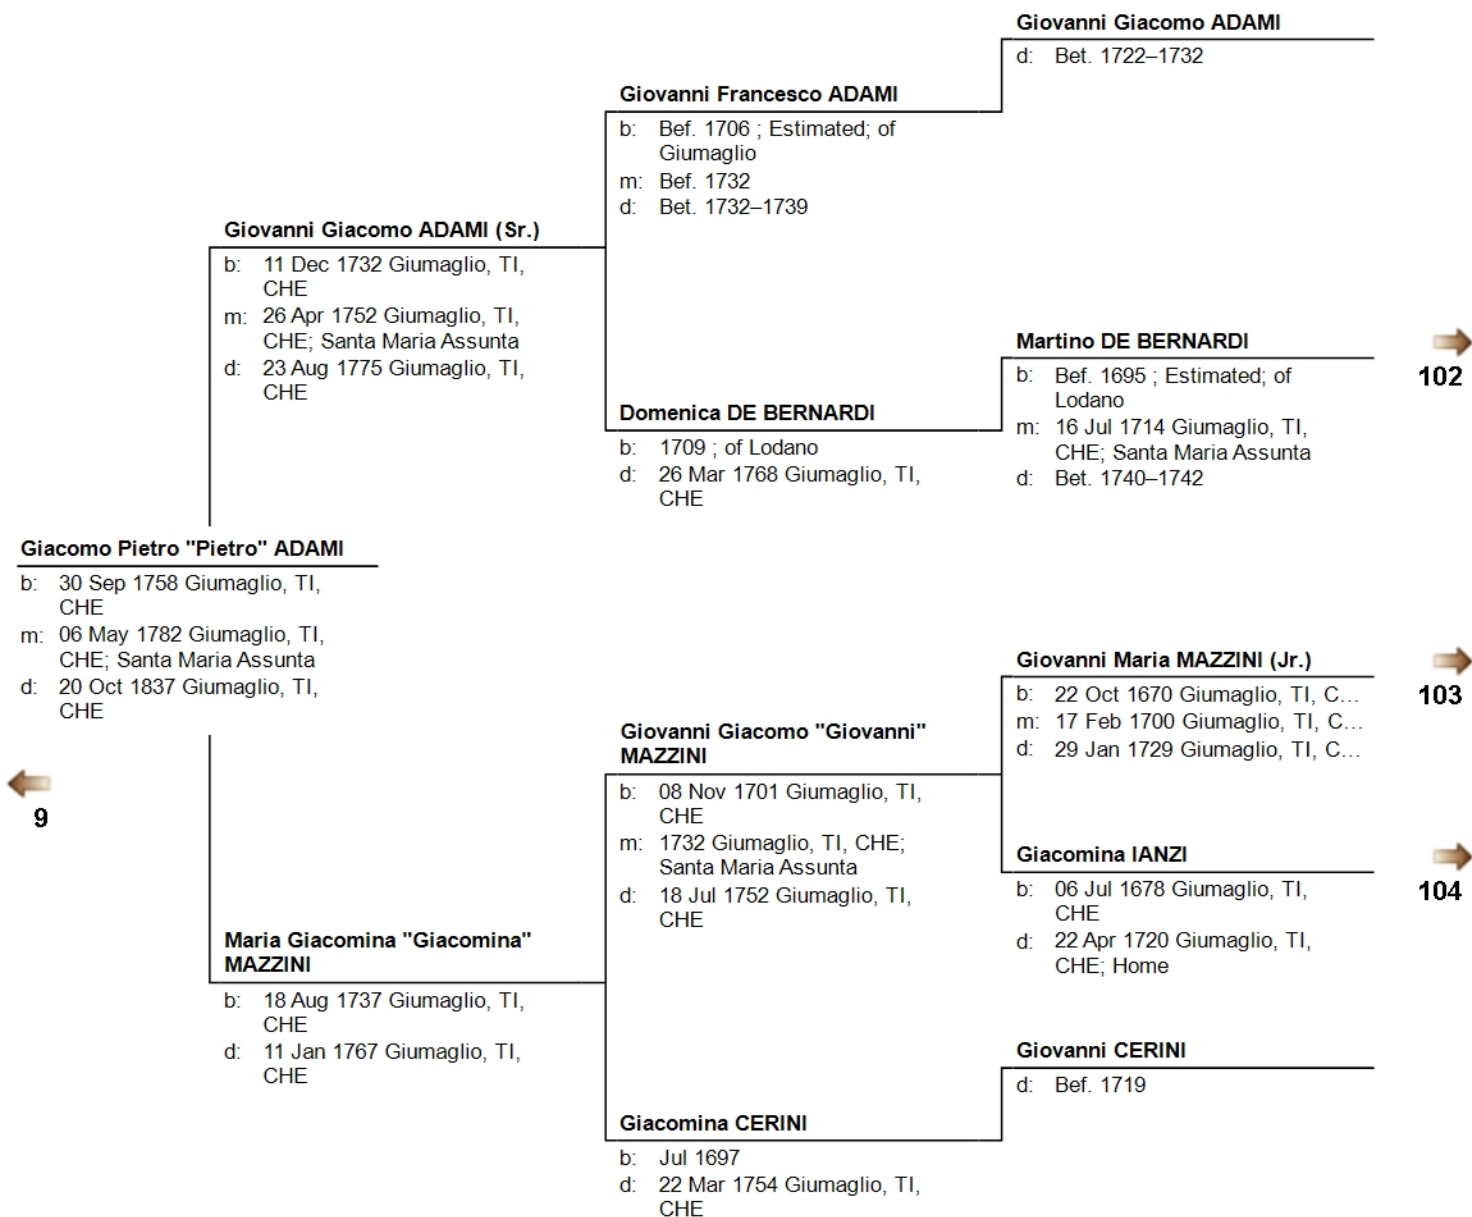 Giovanni Giacomo ADAMI
d: Bet. 1722–1732
Giovanni Francesco ADAMI
b: Bef. 1706 ; Estimated; of
Giumaglio
m: Bef. 1732
d: Bet. 1732–1739
Giovanni Giacomo ADAMI (Sr.)
b: 11 Dec 1732 Giumaglio, TI,
CHE
m: 26 Apr 1752 Giumaglio, TI,
CHE; Santa Maria Assunta
d: 23 Aug 1775 Giumaglio, TI,
CHE
Martino DE BERNARDI
b: Bef. 1695 ; Estimated; of
Lodano
m: 16 Jul 1714 Giumaglio, TI,
CHE; Santa Maria Assunta
d: Bet. 1740–1742
102
Domenica DE BERNARDI
b: 1709 ; of Lodano
d: 26 Mar 1768 Giumaglio, TI,
CHE
Giacomo Pietro "Pietro" ADAMI
b: 30 Sep 1758 Giumaglio, TI,
CHE
m: 06 May 1782 Giumaglio, TI,
CHE; Santa Maria Assunta
d: 20 Oct 1837 Giumaglio, TI,
CHE
9
Giovanni Maria MAZZINI (Jr.)
b: 22 Oct 1670 Giumaglio, TI, C…
m: 17 Feb 1700 Giumaglio, TI, C…
d: 29 Jan 1729 Giumaglio, TI, C…
103
Giovanni Giacomo "Giovanni"
MAZZINI
b: 08 Nov 1701 Giumaglio, TI,
CHE
m: 1732 Giumaglio, TI, CHE;
Santa Maria Assunta
d: 18 Jul 1752 Giumaglio, TI,
CHE
Giacomina IANZI
b: 06 Jul 1678 Giumaglio, TI,
CHE
d: 22 Apr 1720 Giumaglio, TI,
CHE; Home
104
Maria Giacomina "Giacomina"
MAZZINI
b: 18 Aug 1737 Giumaglio, TI,
CHE
d: 11 Jan 1767 Giumaglio, TI,
CHE
Giovanni CERINI
d: Bef. 1719
Giacomina CERINI
b: Jul 1697
d: 22 Mar 1754 Giumaglio, TI,
CHE